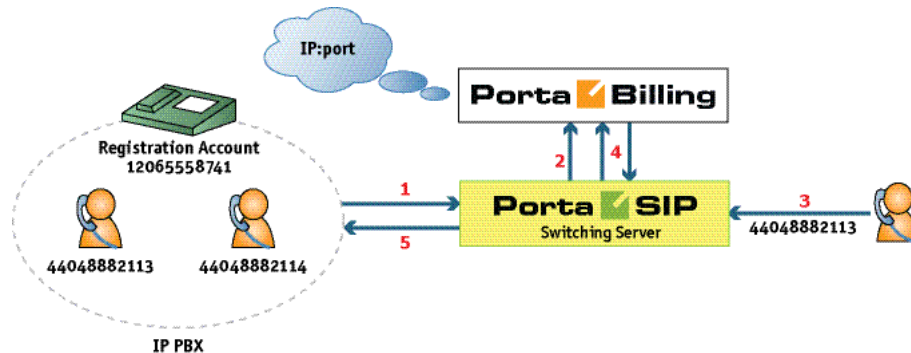 IP:port
Porta Billing
Registration Account
12065558741
2
4
1
Porta SIP
Switching Server
3
44048882113
5
44048882113
44048882114
IP PBX